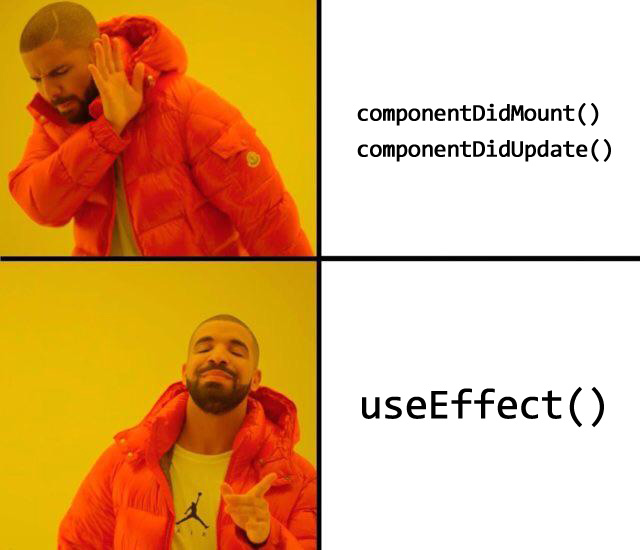 componentDidMount()
componentDidUpdate()
useEffect()